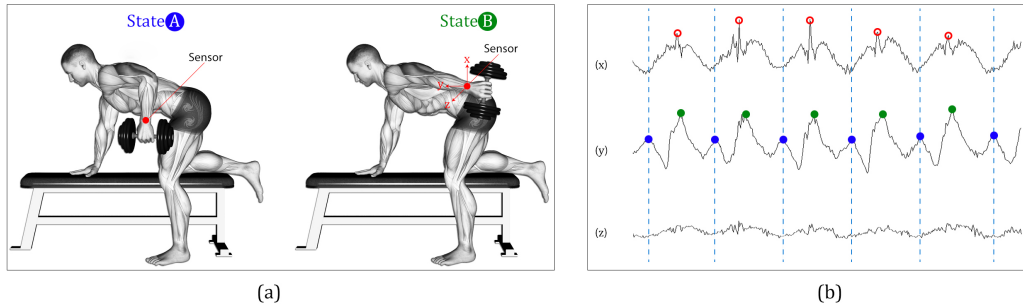 State A
State B
Sensor
Sensor
x
y
z
(x)
(y)
(z)
(a)
(b)